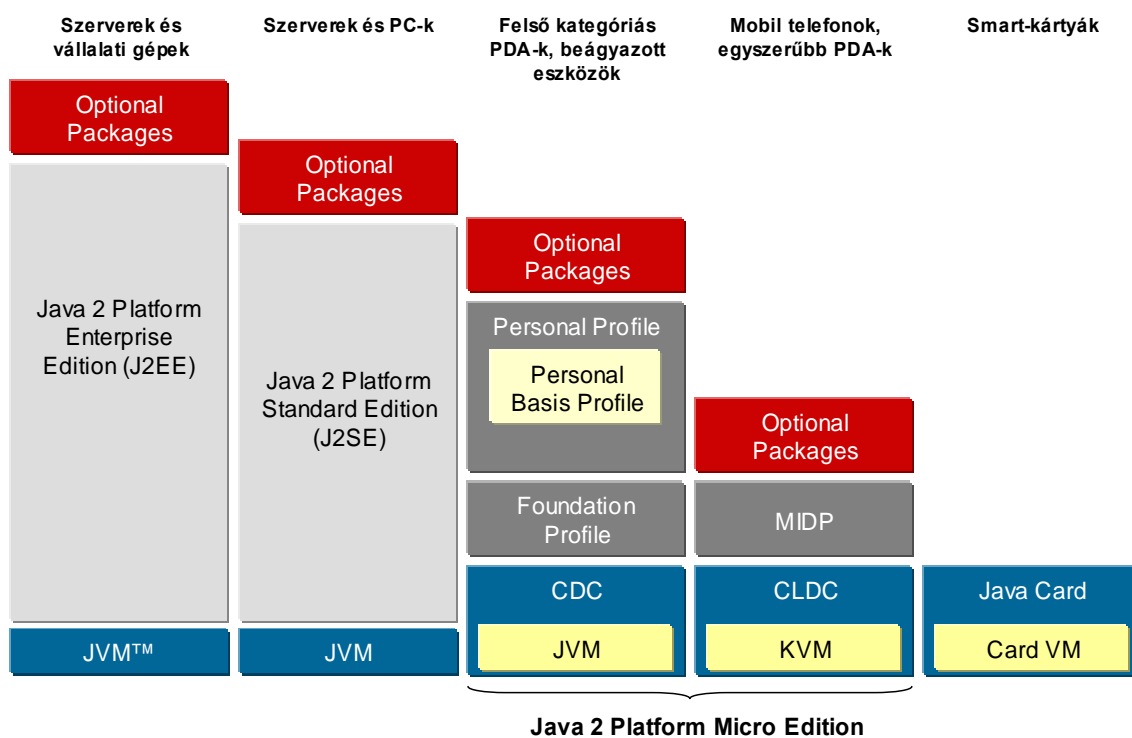 Szerverek és
vállalati gépek
Szerverek és PC-k
Felső kategóriás
PDA-k, beágyazott
eszközök
Mobil telefonok,
egyszerűbb PDA-k
Smart-kártyák
Optional
Packages
Java 2 Platform
Enterprise
Edition (J2EE)
JVM™
Optional
Packages
Java 2 Platform
Standard Edition
(J2SE)
JVM
Optional
Packages
Personal Profile
Personal
Basis Profile
Foundation
Profile
CDC
JVM
Optional
Packages
MIDP
CLDC
KVM
Java Card
Card VM
Java 2 Platform Micro Edition